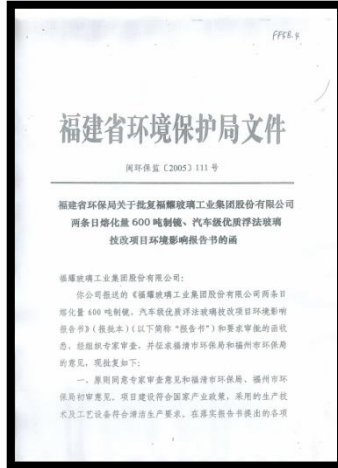 FPSB.4
福建省环境保护局文件
闽环保监〔2005〕111 号
福建省环保局关于批复福耀玻璃工业集团股份有限公司
两条日熔化量 600 吨制镜、汽车级优质浮法玻璃
技改项目环境影响报告书的函
福耀玻璃工业集团股份有限公司：
你公司报送的《福耀玻璃工业集团股份有限公司两条日
熔化量 600 吨制镜、汽车级优质浮法玻璃技改项目环境影响
报告书》（报批本）（以下简称“报告书”）和要求审批的函收
悉。经组织专家审查，并征求福清市环保局和福州市环保局
的意见，现批复如下：
一、原则同意专家审查意见和福清市环保局、福州市环
保局初审意见。项目建设符合国家产业政策，采用的生产技
术及工艺设备符合清洁生产要求，在落实报告书提出的各项
1